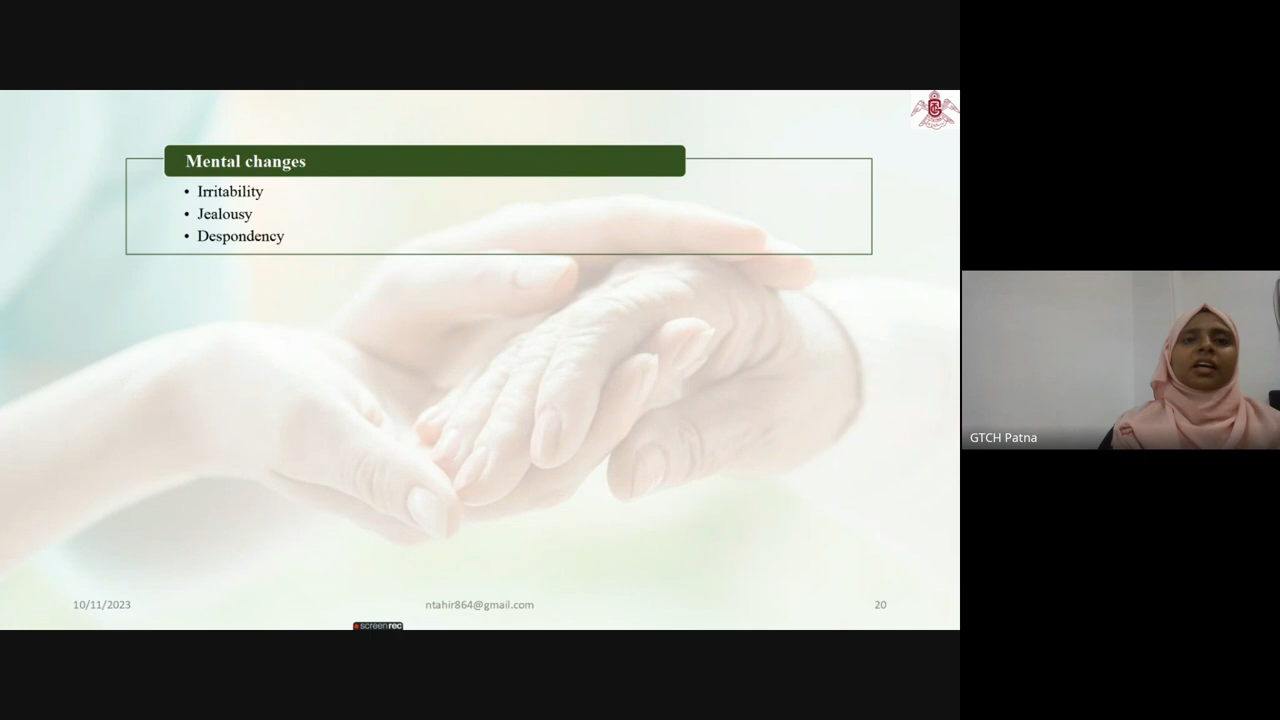 Mental changes
• Irritability
• Jealousy
• Despondency
10/11/2023
ntahir864@gmail.com
20
screenrec
GTCH Patna